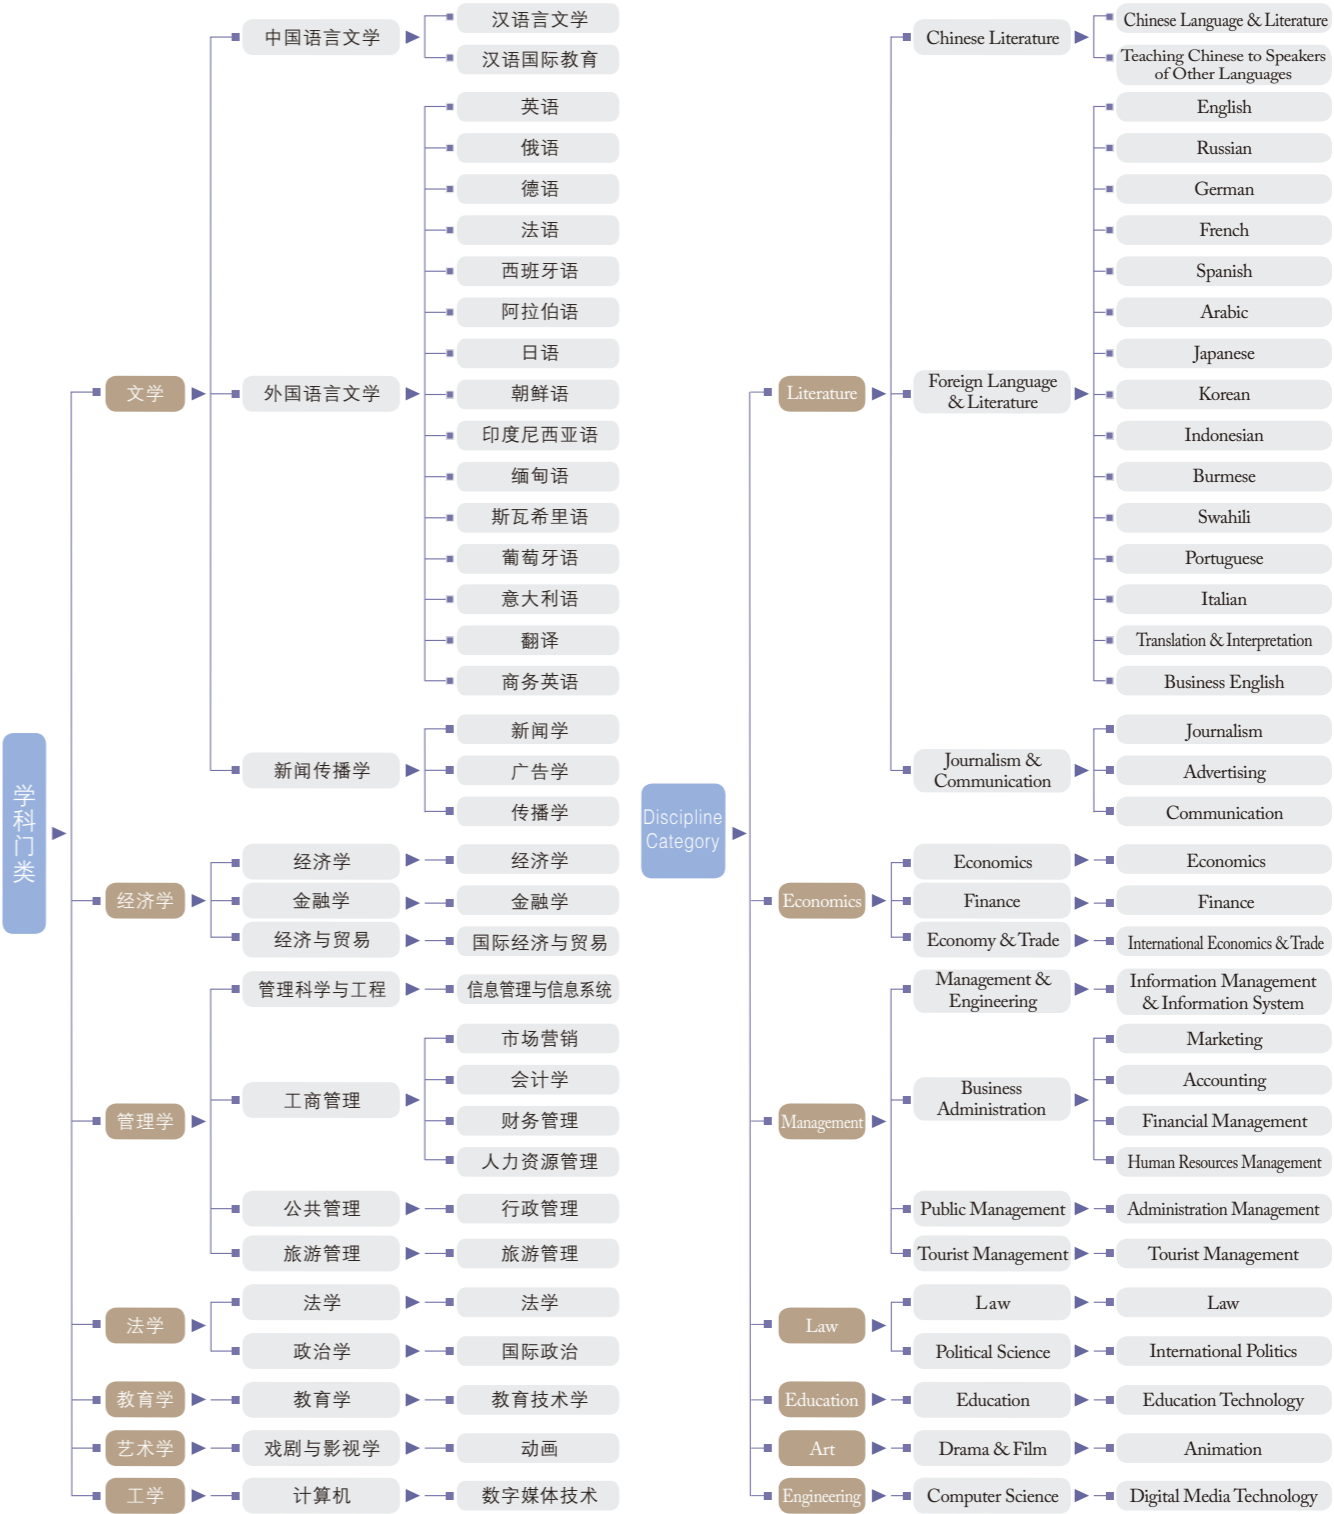 学科门类
文学
中国语言文学
汉语言文学
汉语国际教育
外国语言文学
英语
俄语
德语
法语
西班牙语
阿拉伯语
日语
朝鲜语
印度尼西亚语
缅甸语
斯瓦希里语
葡萄牙语
意大利语
翻译
商务英语
新闻传播学
新闻学
广告学
传播学
经济学
经济学
经济学
金融学
金融学
经济与贸易
国际经济与贸易
管理学
管理科学与工程
信息管理与信息系统
工商管理
市场营销
会计学
财务管理
人力资源管理
公共管理
行政管理
旅游管理
旅游管理
法学
法学
法学
政治学
国际政治
教育学
教育学
教育技术学
艺术学
戏剧与影视学
动画
工学
计算机
数字媒体技术
Discipline
Category
Literature
Chinese Literature
Chinese Language & Literature
Teaching Chinese to Speakers
of Other Languages
Foreign Language
& Literature
English
Russian
German
French
Spanish
Arabic
Japanese
Korean
Indonesian
Burmese
Swahili
Portuguese
Italian
Translation & Interpretation
Business English
Journalism &
Communication
Journalism
Advertising
Communication
Economics
Economics
Economics
Finance
Finance
Economy & Trade
International Economics & Trade
Management
Management &
Engineering
Information Management
& Information System
Business
Administration
Marketing
Accounting
Financial Management
Human Resources Management
Public Management
Administration Management
Tourist Management
Tourist Management
Law
Law
Law
Political Science
International Politics
Education
Education
Education Technology
Art
Drama & Film
Animation
Engineering
Computer Science
Digital Media Technology